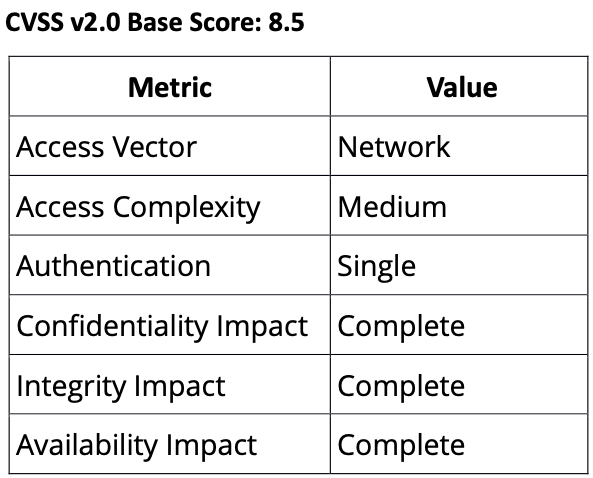 CVSS v2.0 Base Score: 8.5
Metric Value
Access Vector Network
Access Complexity Medium
Authentication Single
Confidentiality Impact Complete
Integrity Impact Complete
Availability Impact Complete